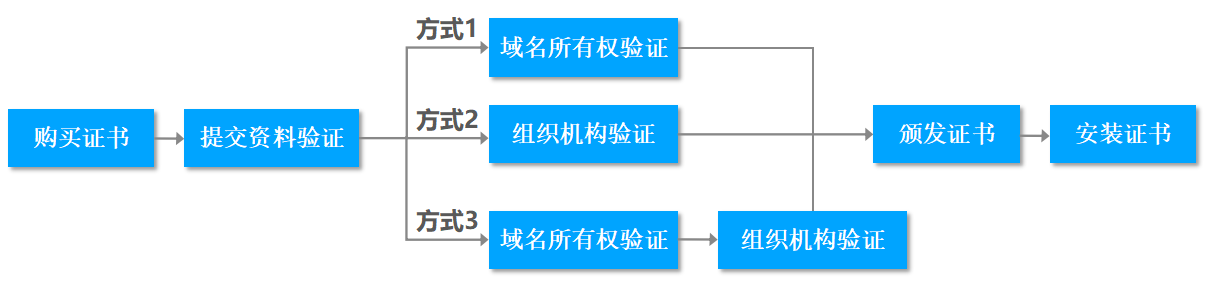 购买证书
提交资料验证
方式1
域名所有权验证
方式2
组织机构验证
方式3
域名所有权验证
组织机构验证
颁发证书
安装证书